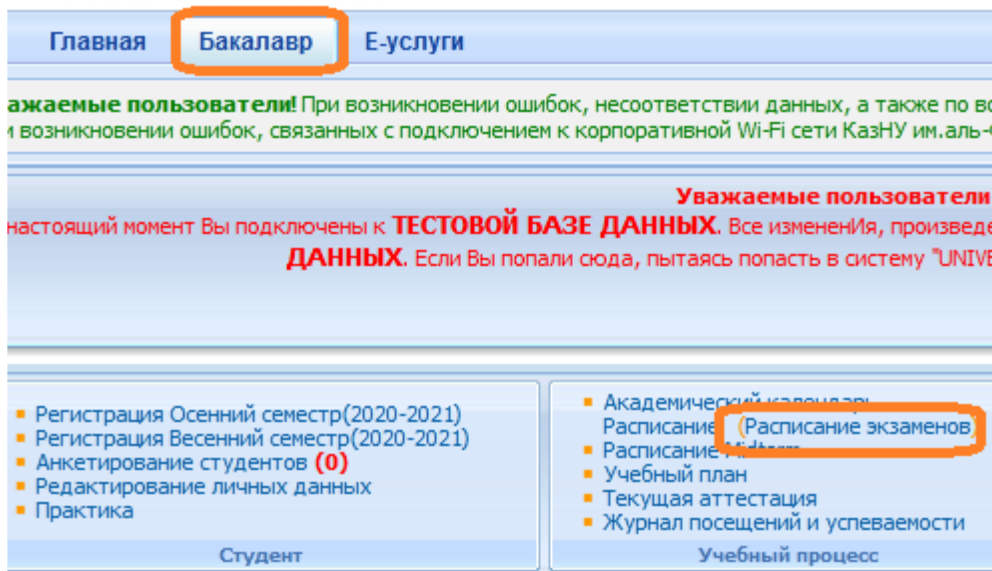 Главная Бакалавр Е-услуги
ажаемые пользователи! При возникновении ошибок, несоответствии данных, а также по
и возникновении ошибок, связанных с подключением к корпоративной Wi-Fi сети КазНУ им.аль-
Уважаемые пользователи
настоящий момент Вы подключены к ТЕСТОВОЙ БАЗЕ ДАННЫХ. Все измененИя, произведе
ДАННЫХ. Если Вы попали сюда, пытаясь попасть в систему "UNIVE
Регистрация Осенний семестр(2020-2021)
Регистрация Весенний семестр(2020-2021)
Анкетирование студентов (0)
Редактирование личных данных
Практика
Студент
Академический календарь
Расписание (Расписание экзаменов)
Расписание Midterm
Учебный план
Текущая аттестация
Журнал посещений и успеваемости
Учебный процесс